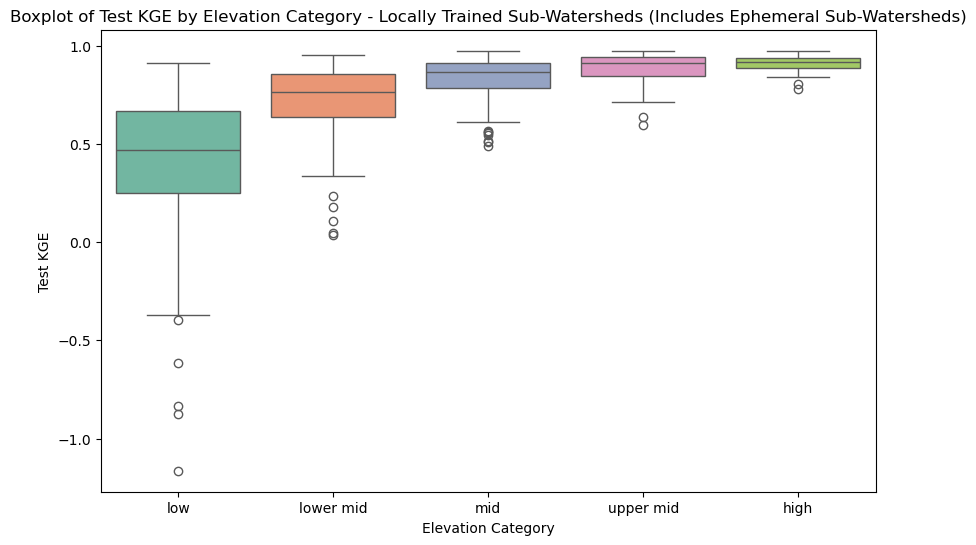 Boxplot of Test KGE by Elevation Category - Locally Trained Sub-Watersheds (Includes Ephemeral Sub-Watersheds)
1.0
0.5
0.0
−0.5
−1.0
Test KGE
low lower mid mid upper mid high
Elevation Category